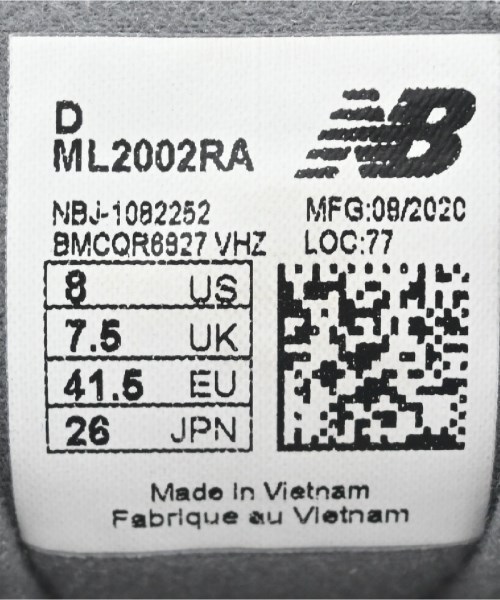 D
ML2002RA
NBJ-1082252
MFG:09/2020
BMCQR6927 VHZ
LOC:77
8 US
7.5 UK
41.5 EU
26 JPN
Made in Vietnam
Fabrique au Vietnam